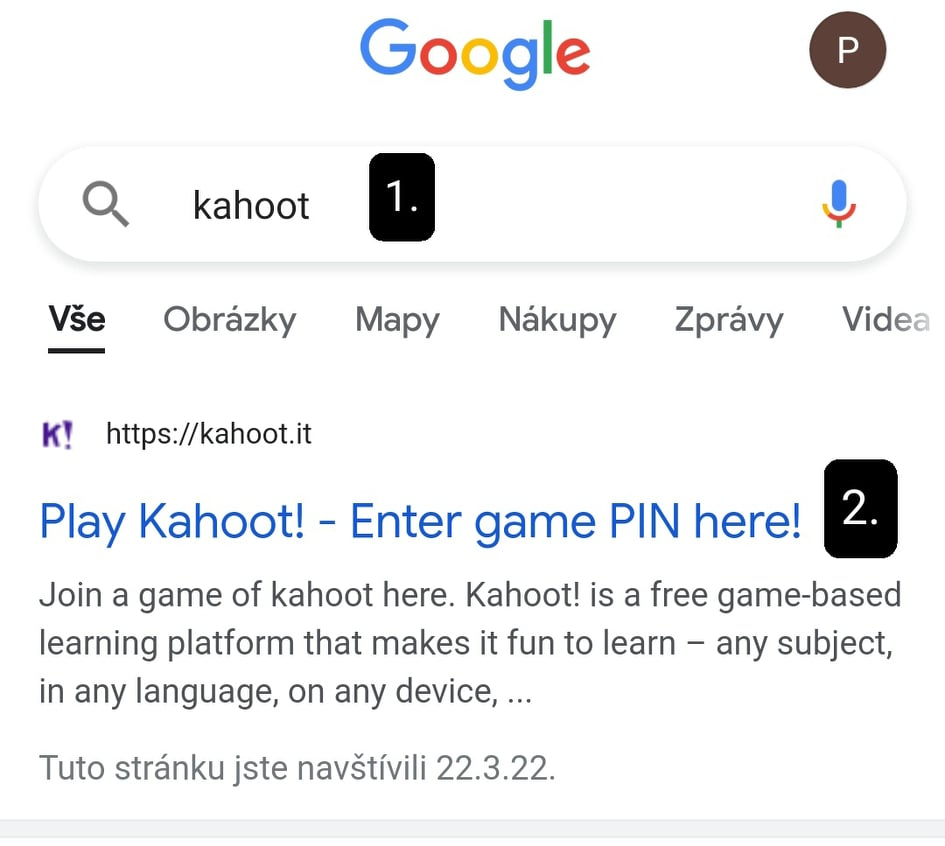 Google
P
kahoot 1.
Vše Obrázky Mapy Nákupy Zprávy Videa
K! https://kahoot.it
Play Kahoot! - Enter game PIN here! 2.
Join a game of kahoot here. Kahoot! is a free game-based
learning platform that makes it fun to learn – any subject,
in any language, on any device, ...
Tuto stránku jste navštívili 22.3.22.